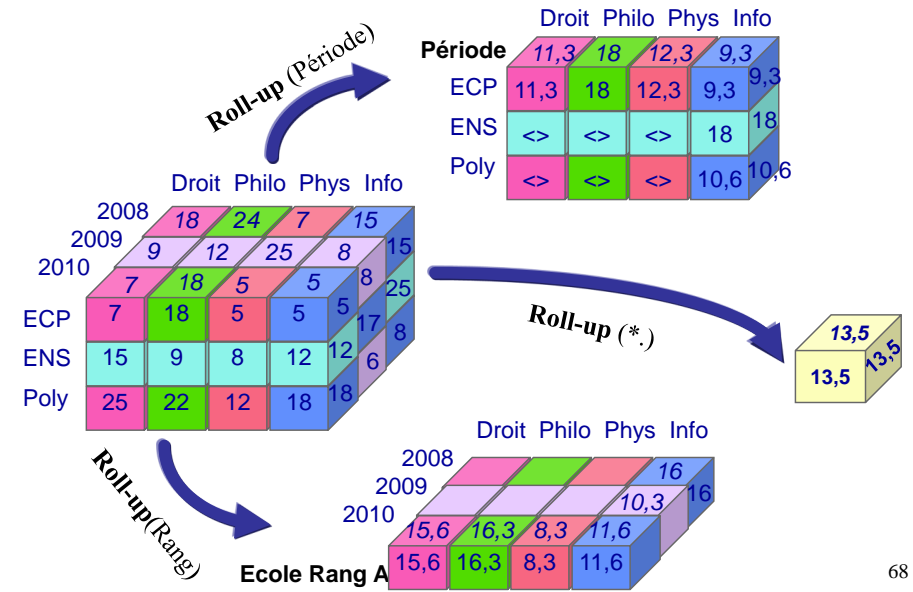 Droit Philo Phys Info
Période 11,3 18 12,3 9,3
ECP 11,3 18 12,3 9,3 9,3
ENS <> <> <> 18 18
Poly <> <> <> 10,6 10,6
Roll-up (Période)
Droit Philo Phys Info
2008 18 24 7 15
2009 9 12 25 8 15
2010 7 18 5 5 8 25
ECP 7 18 5 5 5 17 8
ENS 15 9 8 12 12 6
Poly 25 22 12 18 18
Roll-up (*.)
13,5
13,5 13,5
Roll-up(Rang)
Droit Philo Phys Info
2008 16
2009 10,3 16
2010 15,6 16,3 8,3 11,6
Ecole Rang A 15,6 16,3 8,3 11,6
68